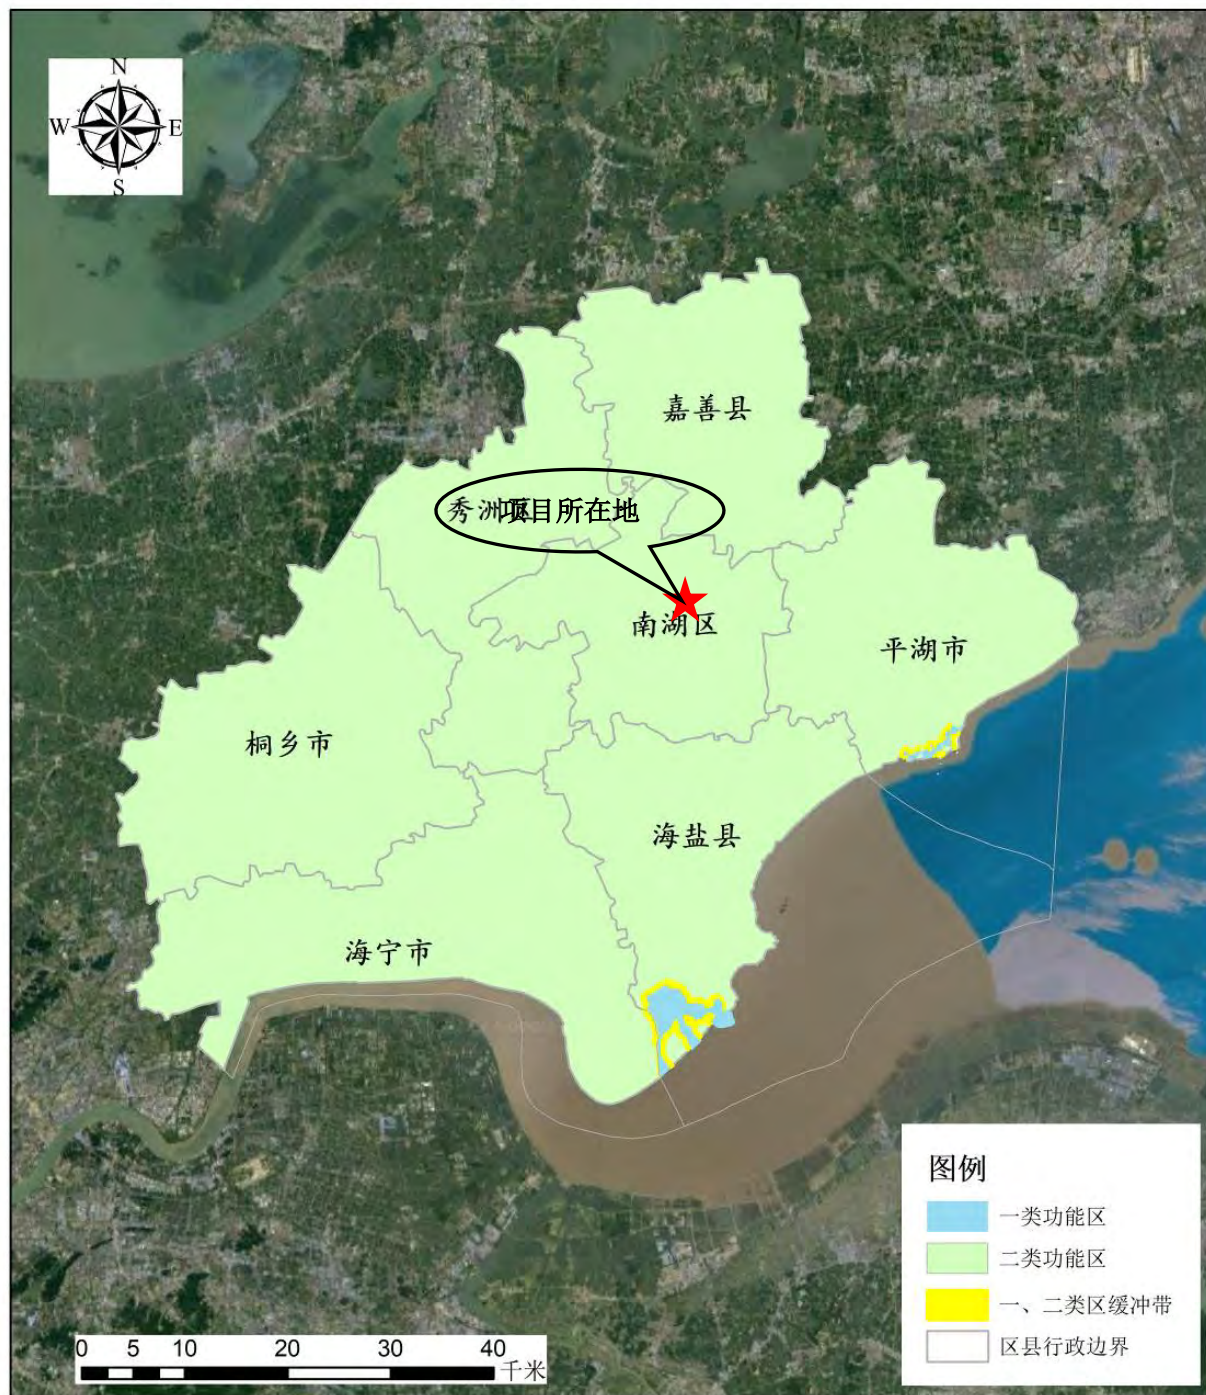 N
W E
S
嘉善县
秀洲区
项目所在地
南湖区
平湖市
桐乡市
海盐县
海宁市
图例
一类功能区
二类功能区
一、二类区缓冲带
区县行政边界
0 5 10 20 30 40
千米